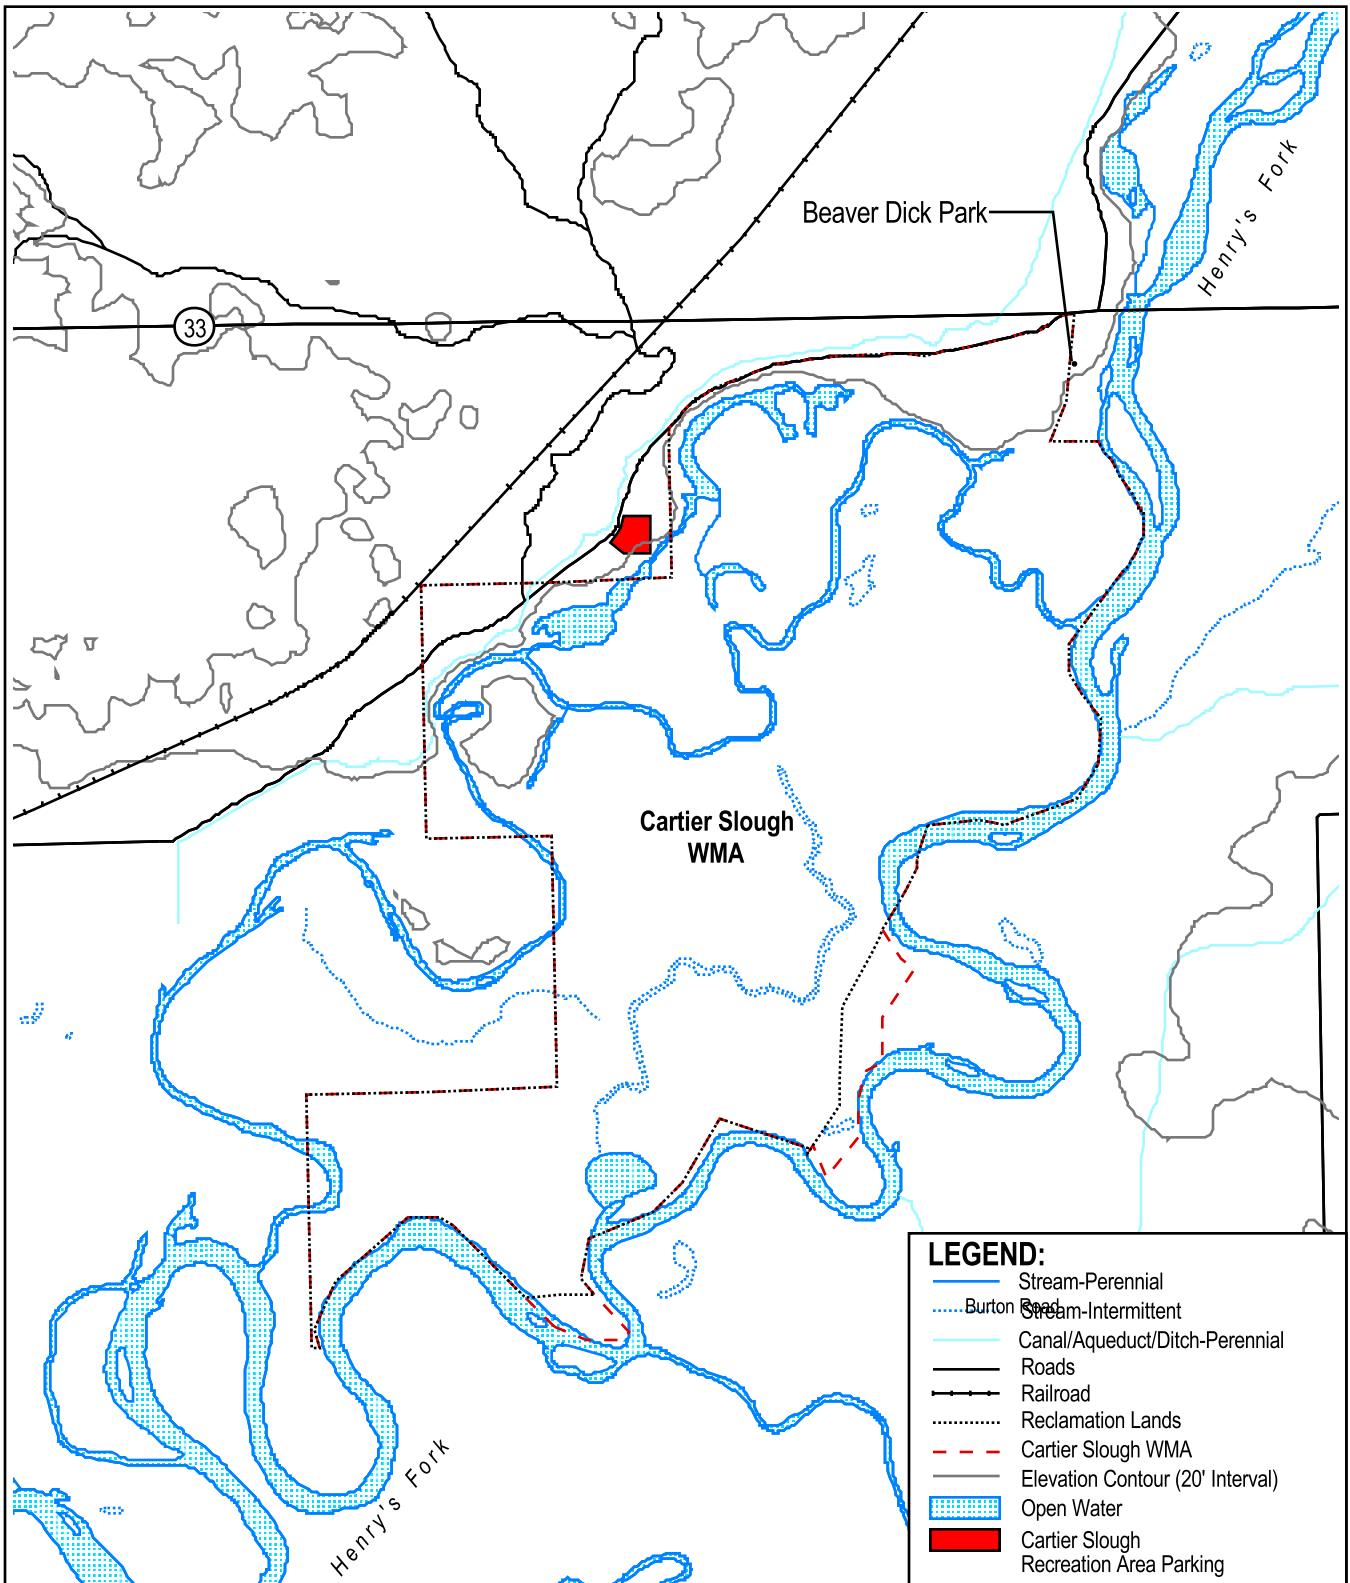 Henry's Fork
Beaver Dick Park
33
Cartier Slough
WMA
Henry's Fork
LEGEND:
Stream-Perennial
Burton Road
Stream-Intermittent
Canal/Aqueduct/Ditch-Perennial
Roads
Railroad
Reclamation Lands
Cartier Slough WMA
Elevation Contour (20' Interval)
Open Water
Cartier Slough
Recreation Area Parking